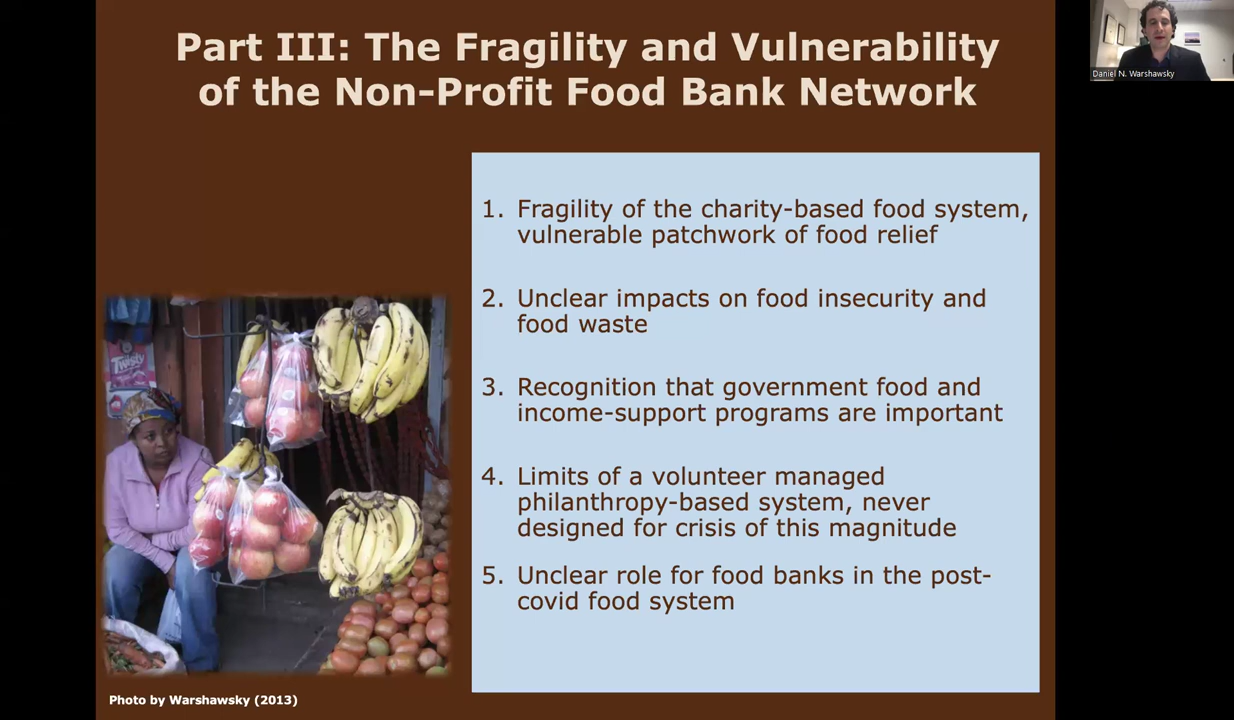 Part III: The Fragility and Vulnerability
of the Non-Profit Food Bank Network
Daniel N. Warshawsky
1. Fragility of the charity-based food system,
vulnerable patchwork of food relief
2. Unclear impacts on food insecurity and
food waste
3. Recognition that government food and
income-support programs are important
4. Limits of a volunteer managed
philanthropy-based system, never
designed for crisis of this magnitude
5. Unclear role for food banks in the post-
covid food system
Twisty
Photo by Warshawsky (2013)